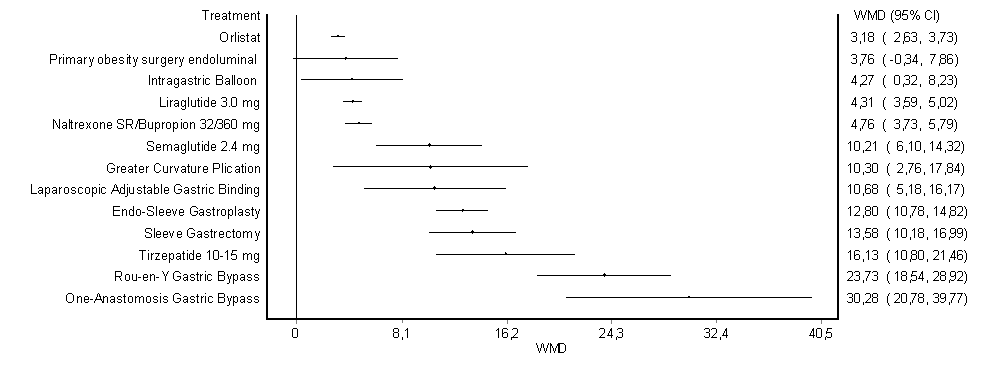 Treatment WMD (95% CI)
Orlistat 3,18 ( 2,63, 3,73)
Primary obesity surgery endoluminal 3,76 (-0,34, 7,86)
Intragastric Balloon 4,27 ( 0,32, 8,23)
Liraglutide 3.0 mg 4,31 ( 3,59, 5,02)
Naltrexone SR/Bupropion 32/360 mg 4,76 ( 3,73, 5,79)
Semaglutide 2.4 mg 10,21 ( 6,10, 14,32)
Greater Curvature Plication 10,30 ( 2,76, 17,84)
Laparoscopic Adjustable Gastric Binding 10,68 ( 5,18, 16,17)
Endo-Sleeve Gastroplasty 12,80 ( 10,78, 14,82)
Sleeve Gastrectomy 13,58 ( 10,18, 16,99)
Tirzepatide 10-15 mg 16,13 ( 10,80, 21,46)
Rou-en-Y Gastric Bypass 23,73 ( 18,54, 28,92)
One-Anastomosis Gastric Bypass 30,28 ( 20,78, 39,77)
0 8,1 16,2 24,3 32,4 40,5
WMD